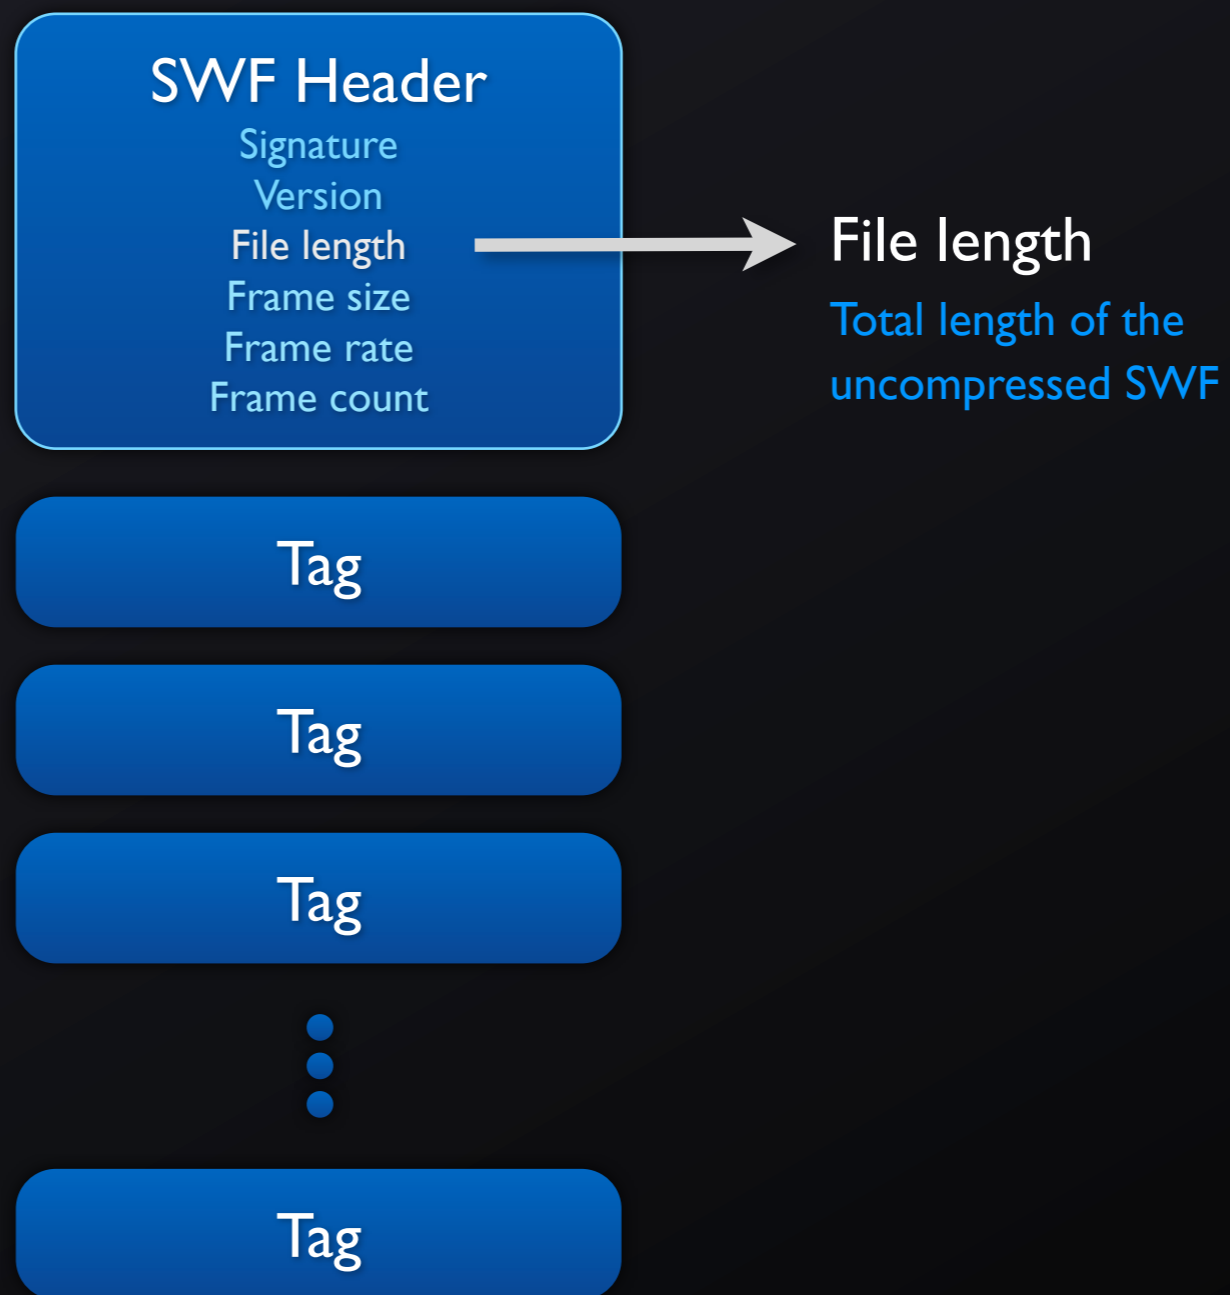 SWF Header
Signature
Version
File length
Frame size
Frame rate
Frame count
File length
Total length of the
uncompressed SWF
Tag
Tag
Tag
Tag